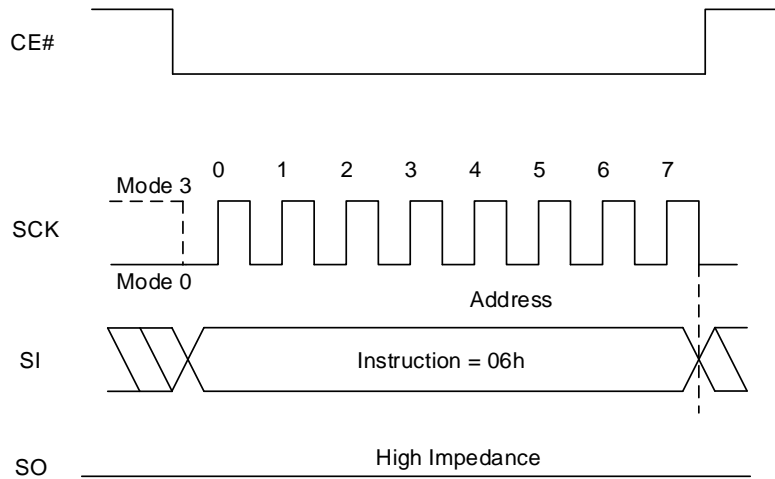 CE#
0 1 2 3 4 5 6 7
Mode 3
SCK
Mode 0
Address
SI
Instruction = 06h
High Impedance
SO